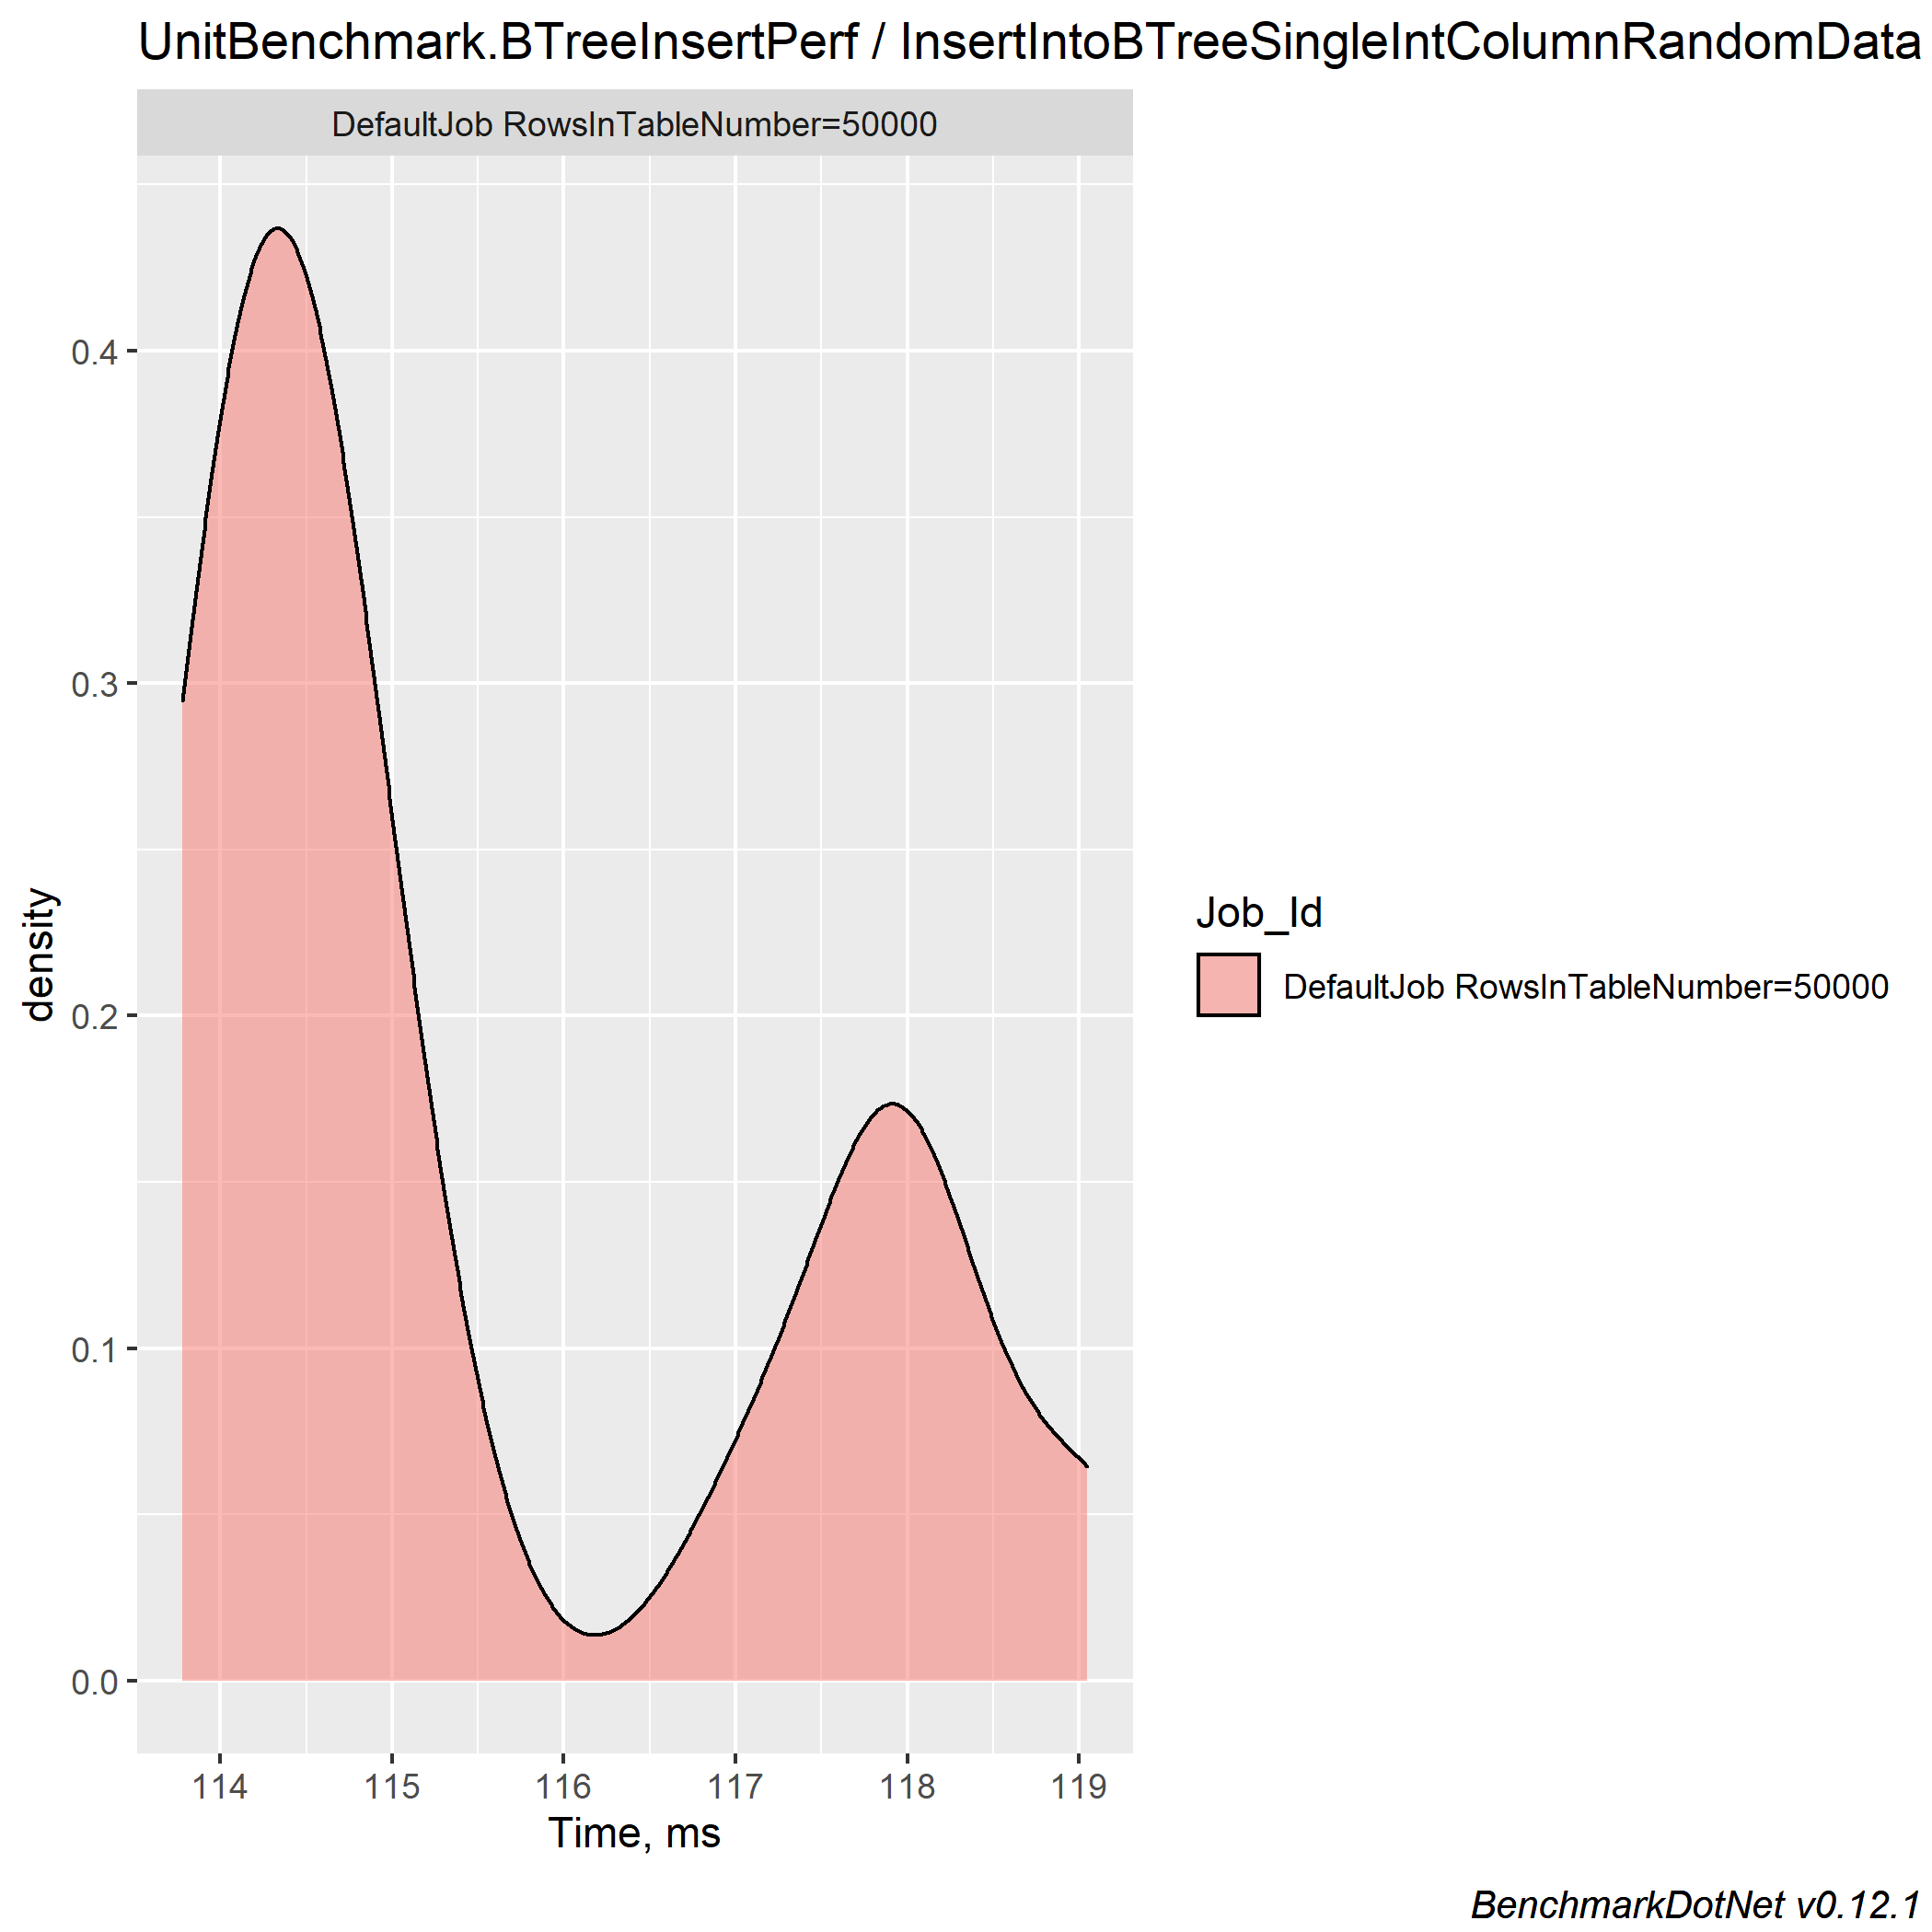 UnitBenchmark.BTreeInsertPerf / InsertIntoBTreeSingleIntColumnRandomData
DefaultJob RowsInTableNumber=50000
0.4
0.3
0.2
0.1
0.0
density
114 115 116 117 118 119
Time, ms
Job_Id
DefaultJob RowsInTableNumber=50000
BenchmarkDotNet v0.12.1